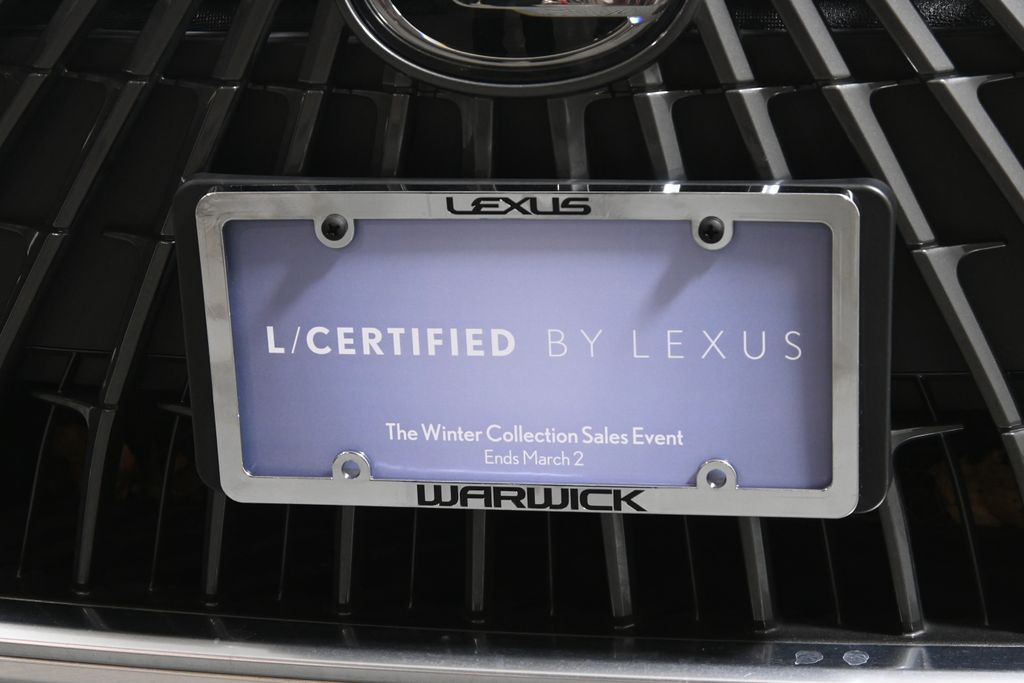 LEXUS
L/CERTIFIED BY LEXUS
The Winter Collection Sales Event
Ends March 2
WARWICK